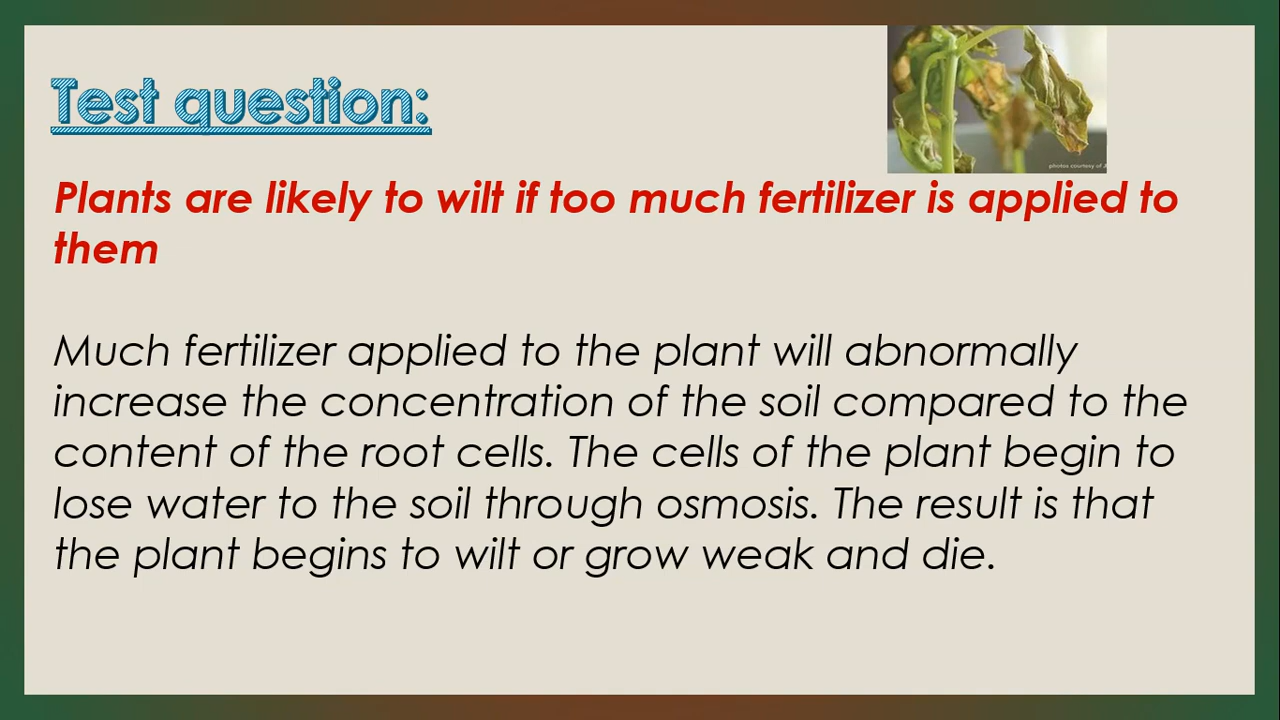 Test question:
photos courtesy of J
Plants are likely to wilt if too much fertilizer is applied to
them
Much fertilizer applied to the plant will abnormally
increase the concentration of the soil compared to the
content of the root cells. The cells of the plant begin to
lose water to the soil through osmosis. The result is that
the plant begins to wilt or grow weak and die.